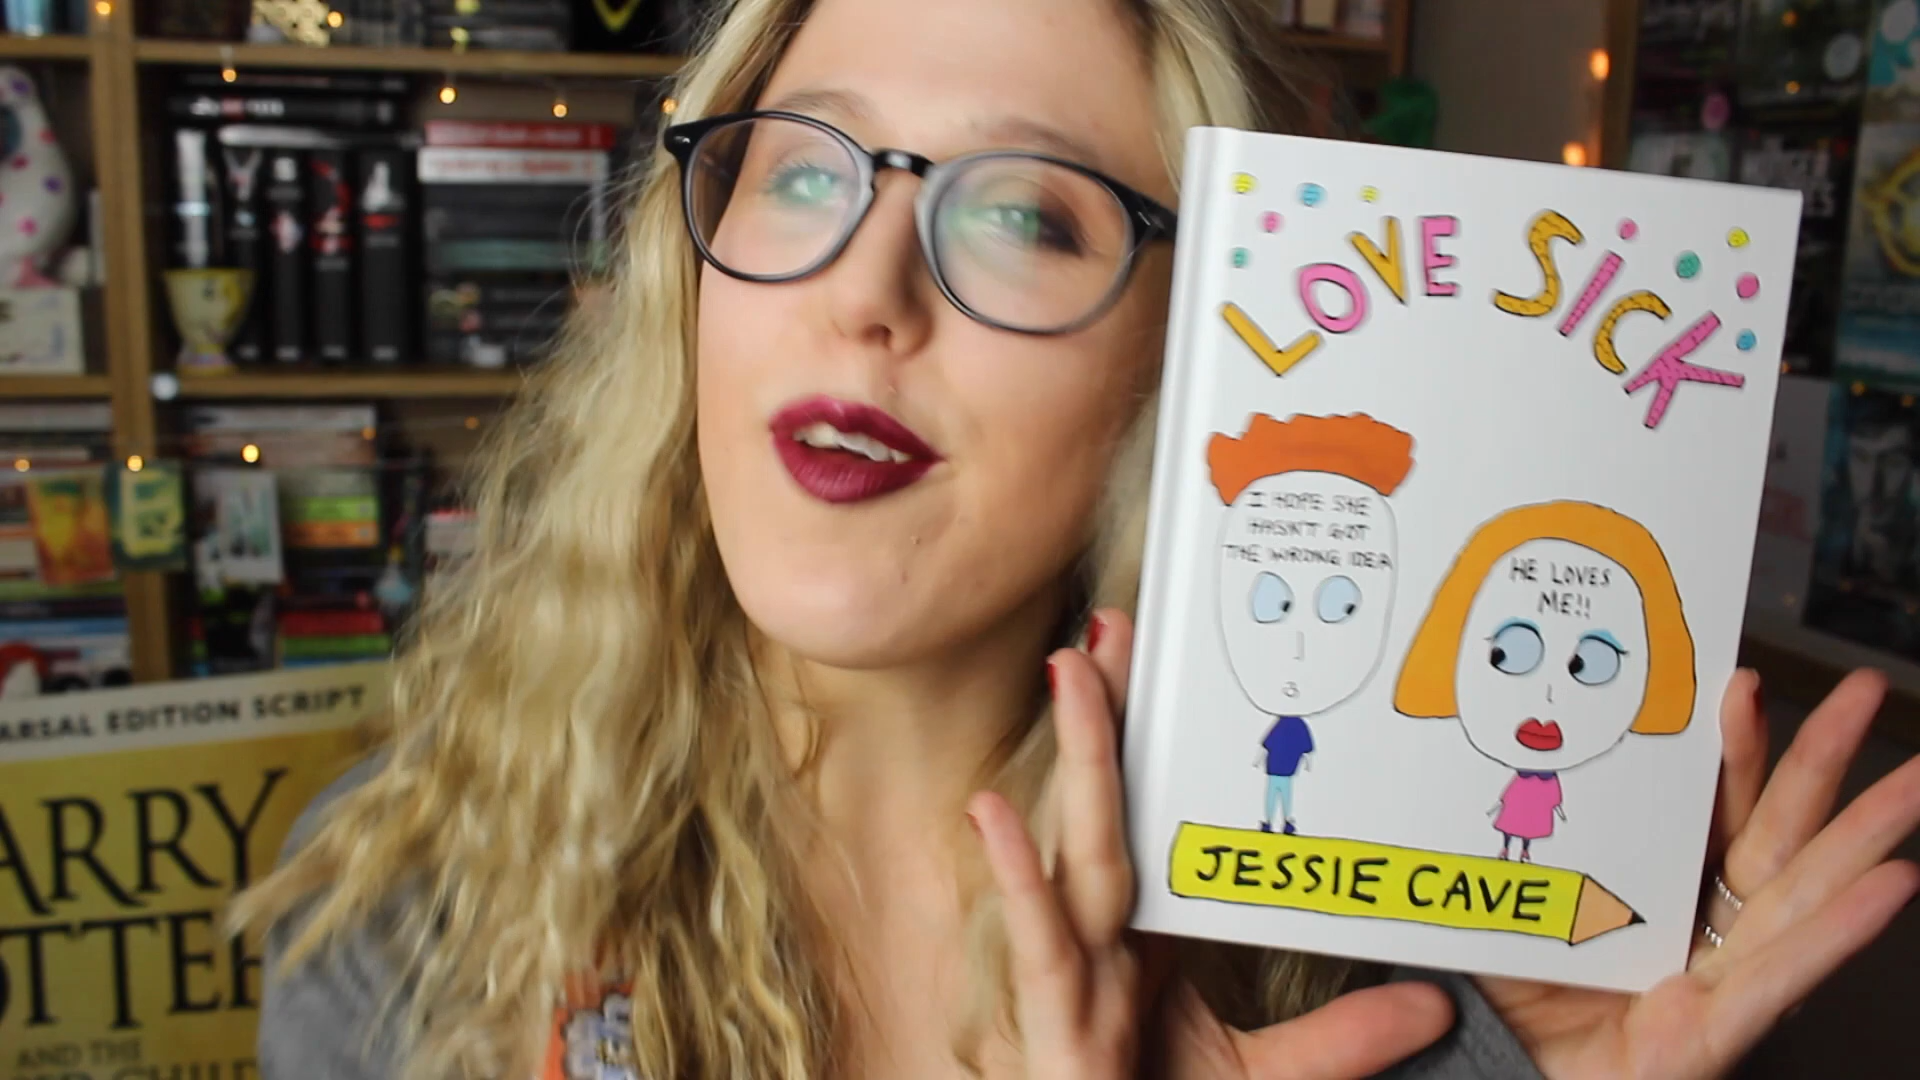 LOVE SICK
I HOPE SHE
HASN'T GOT
THE WRONG IDEA
HE LOVES
ME!!
JESSIE CAVE
ARSAL EDITION SCRIPT
ARRY
OTTER
AND THE